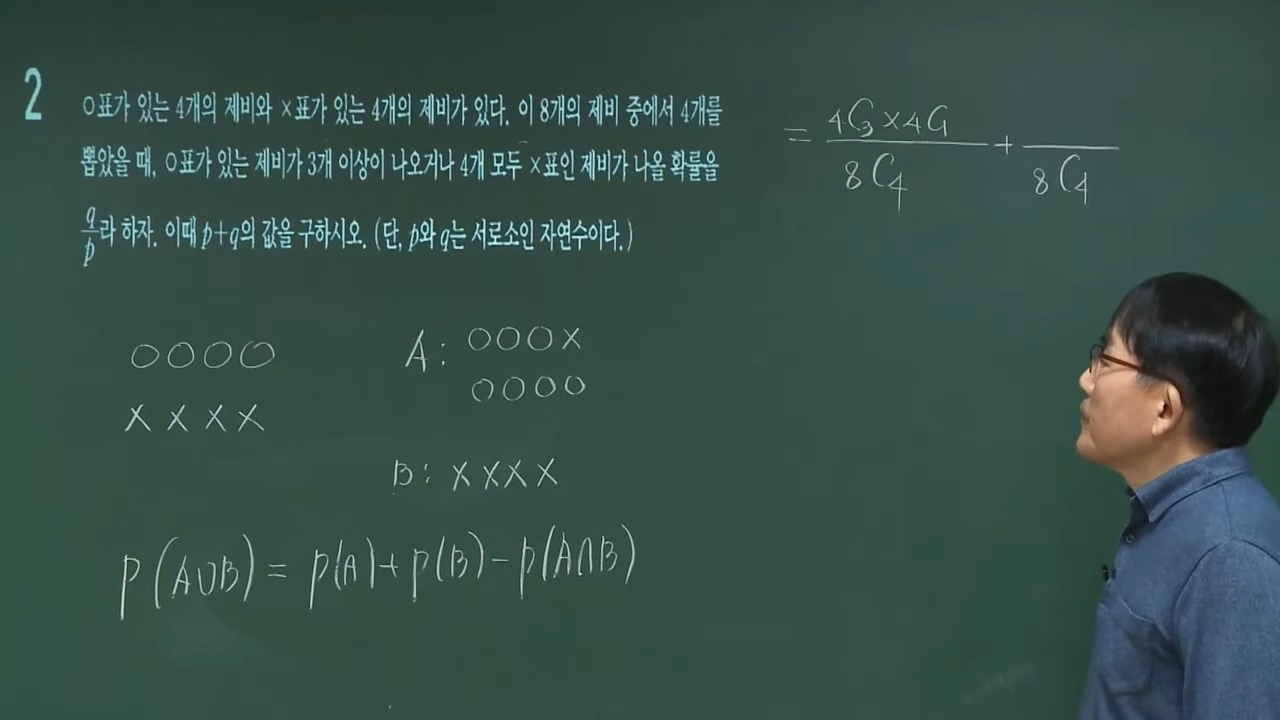 2
○표가 있는 4개의 제비와 ×표가 있는 4개의 제비가 있다. 이 8개의 제비 중에서 4개를
뽑았을 때, ○표가 있는 제비가 3개 이상이 나오거나 4개 모두 ×표인 제비가 나올 확률을
q/p라 하자. 이때 p+q의 값을 구하시오. (단, p와 q는 서로소인 자연수이다.)
= 4C3×4C1 / 8C4 + / 8C4
○○○○
××××
A: ○○○×
○○○○
B: ××××
P(A∪B) = P(A)+P(B)-P(A∩B)